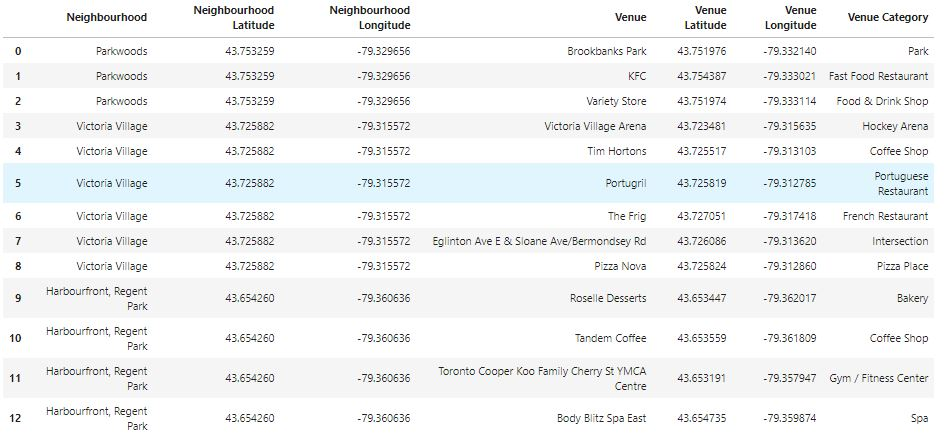 Neighbourhood Neighbourhood Latitude Neighbourhood Longitude Venue Venue Latitude Venue Longitude Venue Category
0 Parkwoods 43.753259 -79.329656 Brookbanks Park 43.751976 -79.332140 Park
1 Parkwoods 43.753259 -79.329656 KFC 43.754387 -79.333021 Fast Food Restaurant
2 Parkwoods 43.753259 -79.329656 Variety Store 43.751974 -79.333114 Food & Drink Shop
3 Victoria Village 43.725882 -79.315572 Victoria Village Arena 43.723481 -79.315635 Hockey Arena
4 Victoria Village 43.725882 -79.315572 Tim Hortons 43.725517 -79.313103 Coffee Shop
5 Victoria Village 43.725882 -79.315572 Portugril 43.725819 -79.312785 Portuguese Restaurant
6 Victoria Village 43.725882 -79.315572 The Frig 43.727051 -79.317418 French Restaurant
7 Victoria Village 43.725882 -79.315572 Eglinton Ave E & Sloane Ave/Bermondsey Rd 43.726086 -79.313620 Intersection
8 Victoria Village 43.725882 -79.315572 Pizza Nova 43.725824 -79.312860 Pizza Place
9 Harbourfront, Regent Park 43.654260 -79.360636 Roselle Desserts 43.653447 -79.362017 Bakery
10 Harbourfront, Regent Park 43.654260 -79.360636 Tandem Coffee 43.653559 -79.361809 Coffee Shop
11 Harbourfront, Regent Park 43.654260 -79.360636 Toronto Cooper Koo Family Cherry St YMCA Centre 43.653191 -79.357947 Gym / Fitness Center
12 Harbourfront, Regent Park 43.654260 -79.360636 Body Blitz Spa East 43.654735 -79.359874 Spa